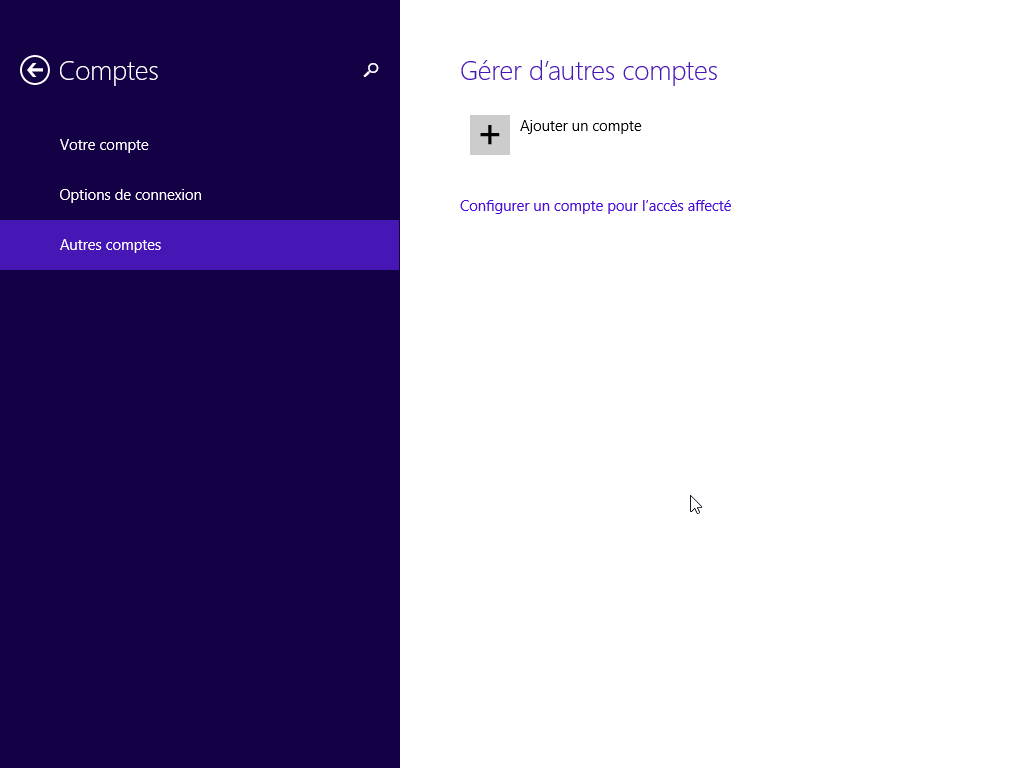 Comptes
Votre compte
Options de connexion
Autres comptes
Gérer d’autres comptes
Ajouter un compte
Configurer un compte pour l’accès affecté